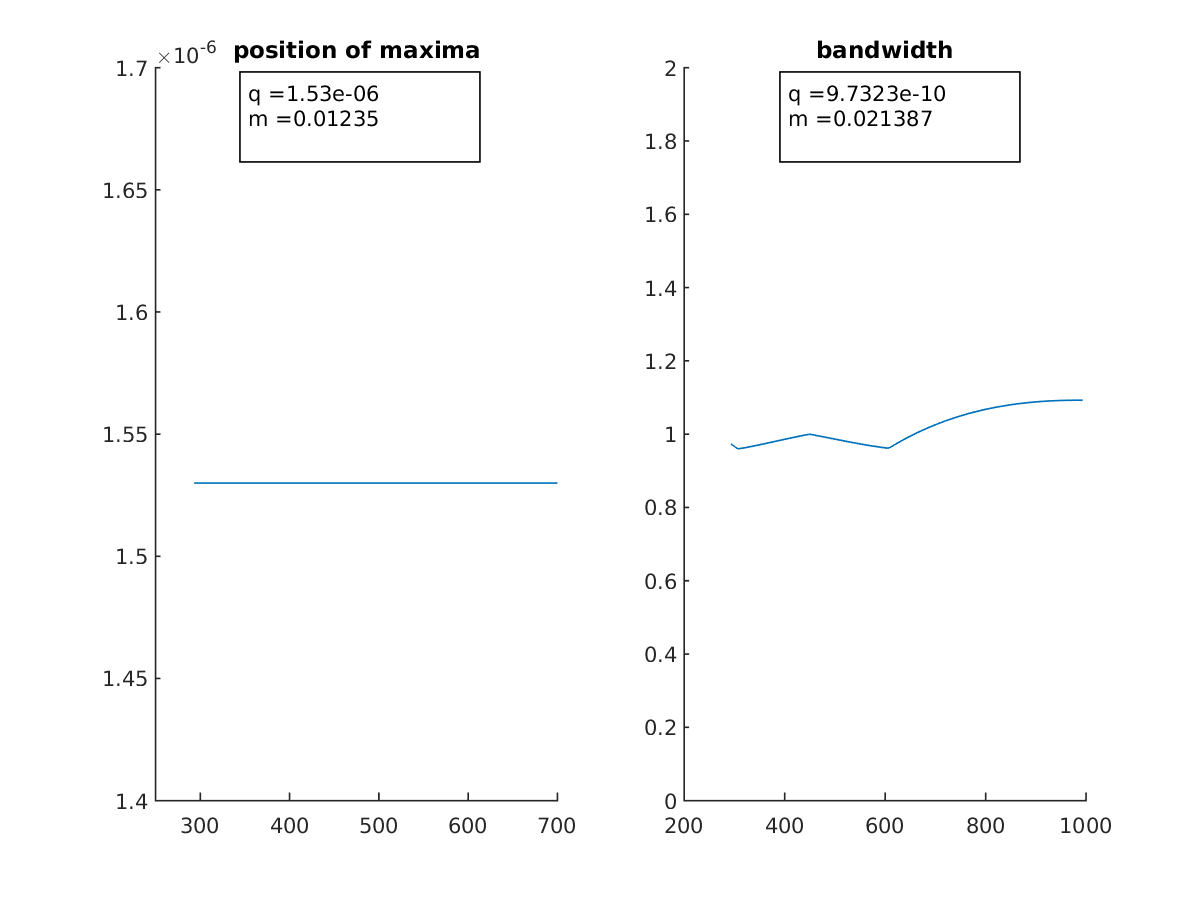 ×10-6
position of maxima
q =1.53e-06
m =0.01235
1.7
1.65
1.6
1.55
1.5
1.45
1.4
300 400 500 600 700
bandwidth
q =9.7323e-10
m =0.021387
2
1.8
1.6
1.4
1.2
1
0.8
0.6
0.4
0.2
0
200 400 600 800 1000